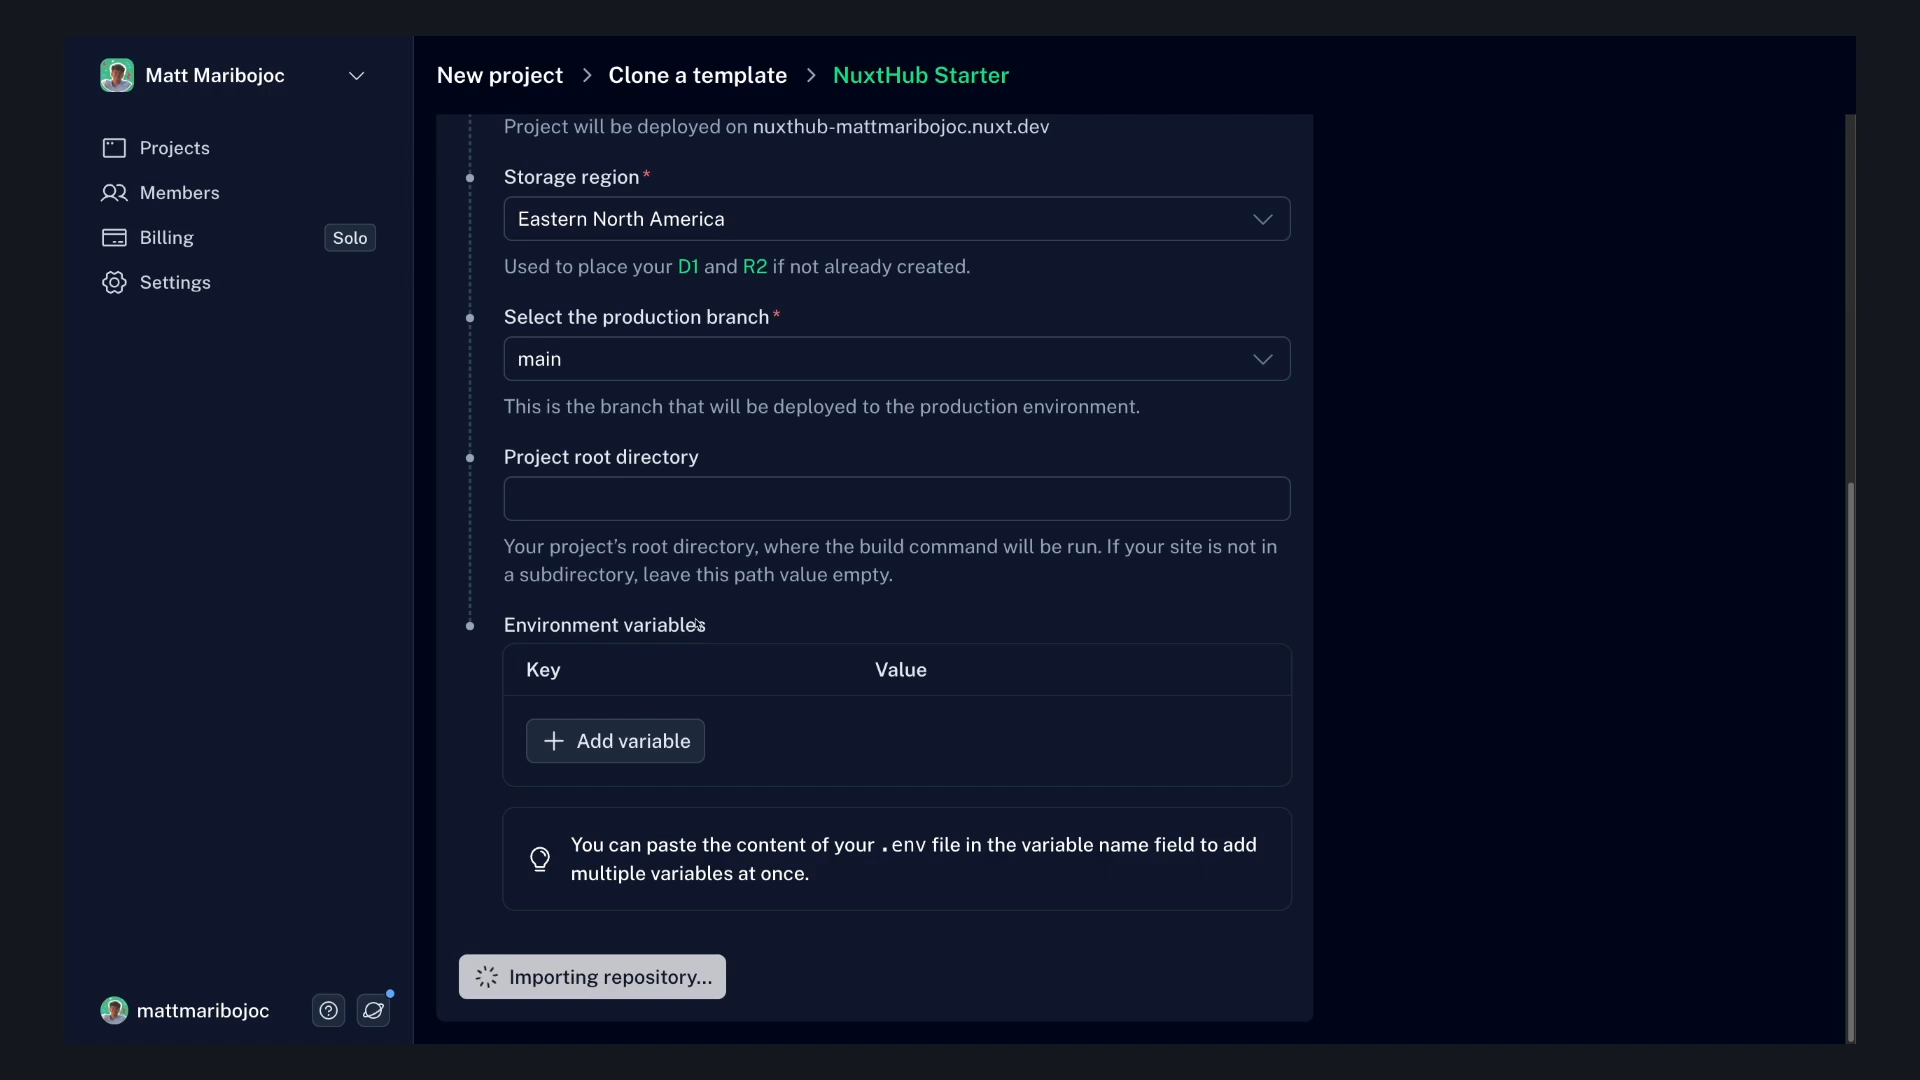 Matt Maribojoc
Projects
Members
Billing
Solo
Settings
mattmaribojoc
New project > Clone a template > NuxtHub Starter
Project will be deployed on nuxthub-mattmaribojoc.nuxt.dev
Storage region*
Eastern North America
Used to place your D1 and R2 if not already created.
Select the production branch*
main
This is the branch that will be deployed to the production environment.
Project root directory
Your project’s root directory, where the build command will be run. If your site is not in
a subdirectory, leave this path value empty.
Environment variables
Key Value
Add variable
You can paste the content of your .env file in the variable name field to add
multiple variables at once.
Importing repository...